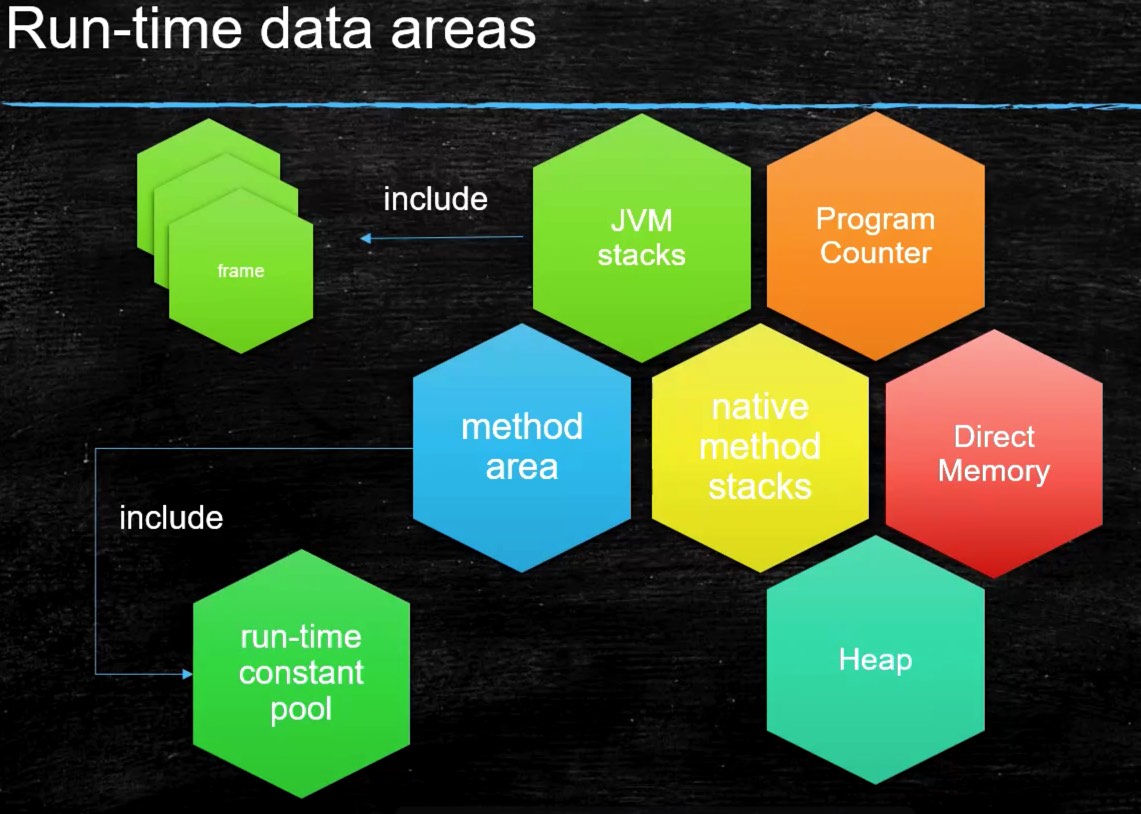 Run-time data areas
include
JVM
stacks
Program
Counter
frame
method
area
native
method
stacks
Direct
Memory
include
run-time
constant
pool
Heap